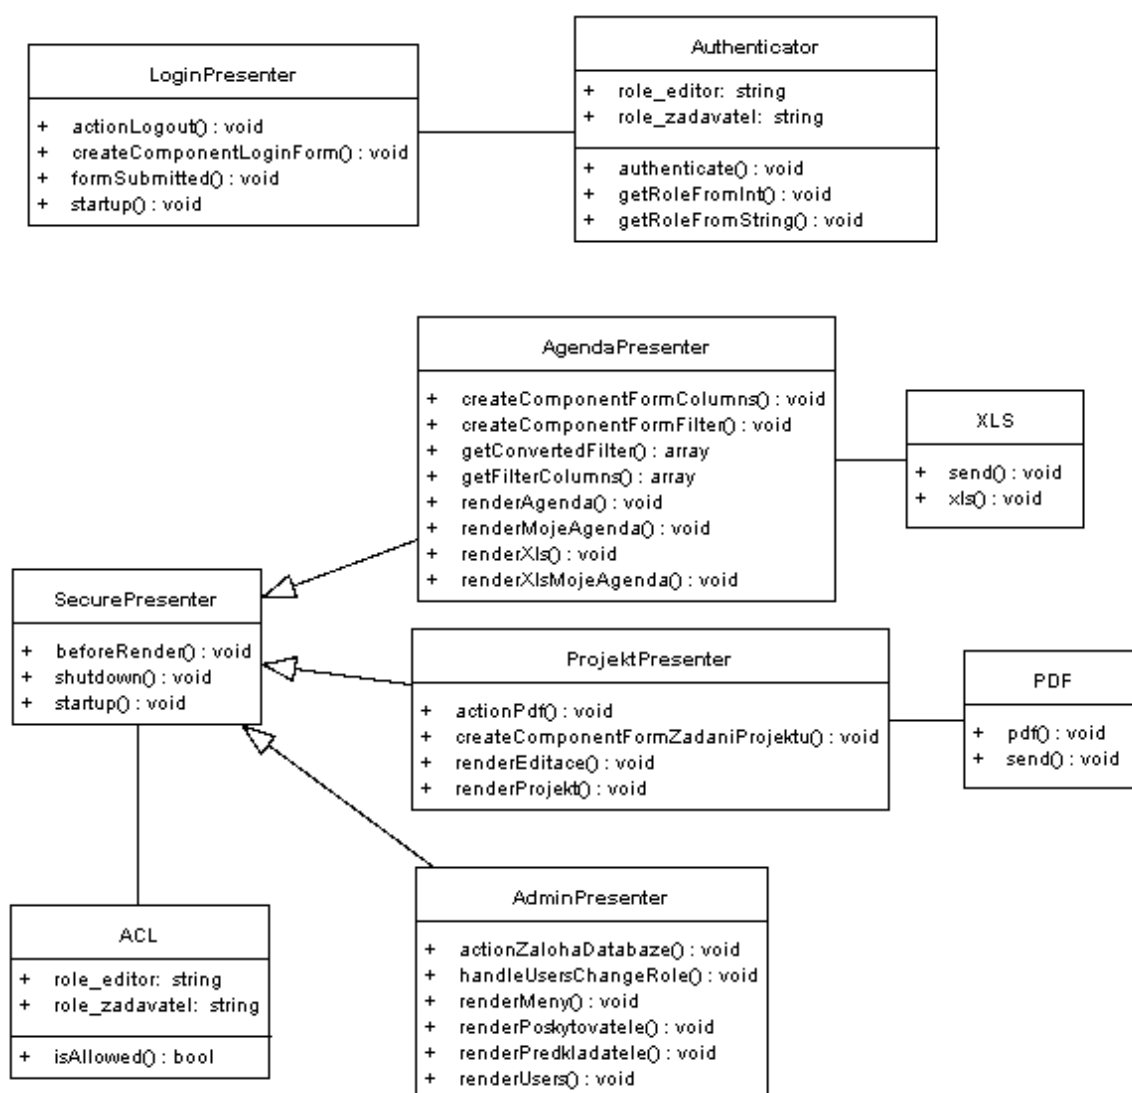 LoginPresenter
+ actionLogout() : void
+ createComponentLoginForm() : void
+ formSubmitted() : void
+ startup() : void
Authenticator
+ role_editor: string
+ role_zadavatel: string
+ authenticate() : void
+ getRoleFromInt() : void
+ getRoleFromString() : void
AgendaPresenter
+ createComponentFormColumns() : void
+ createComponentFormFilter() : void
+ getConvertedFilter() : array
+ getFilterColumns() : array
+ renderAgenda() : void
+ renderMojeAgenda() : void
+ renderXls() : void
+ renderXlsMojeAgenda() : void
XLS
+ send() : void
+ xls() : void
SecurePresenter
+ beforeRender() : void
+ shutdown() : void
+ startup() : void
ProjektPresenter
+ actionPdf() : void
+ createComponentFormZadaniProjektu() : void
+ renderEditace() : void
+ renderProjekt() : void
PDF
+ pdf() : void
+ send() : void
ACL
+ role_editor: string
+ role_zadavatel: string
+ isAllowed() : bool
AdminPresenter
+ actionZalohaDatabaze() : void
+ handleUsersChangeRole() : void
+ renderMeny() : void
+ renderPoskytovatele() : void
+ renderPredkladatele() : void
+ renderUsers() : void